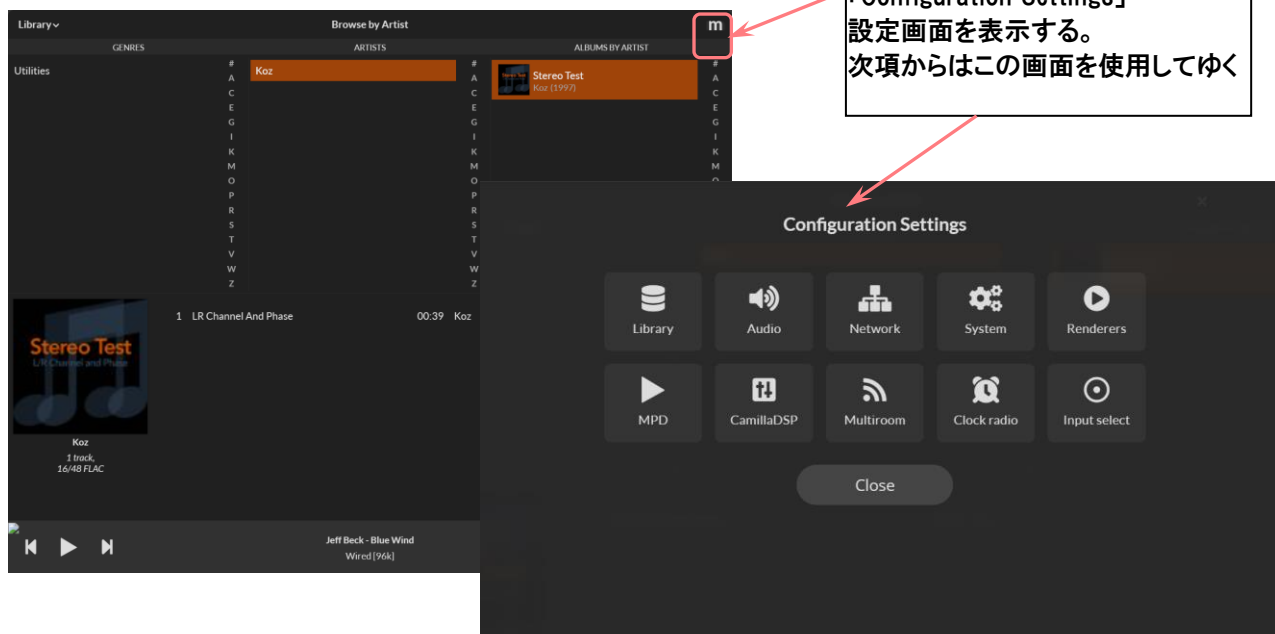 Configuration Settings」
設定画面を表示する。
次項からはこの画面を使用してゆく
Library
Browse by Artist
m
GENRES
ARTISTS
ALBUMS BY ARTIST
Utilities
#
A
C
E
G
I
K
M
O
P
R
S
T
V
W
Z
Koz
#
A
C
E
G
I
K
M
O
P
R
S
T
V
W
Z
Stereo Test
Koz (1997)
#
A
C
E
G
I
K
M
Stereo Test
L/R Channel and Phase
Koz
1 track,
16/48 FLAC
1 LR Channel And Phase 00:39 Koz
Jeff Beck - Blue Wind
Wired [96k]
Configuration Settings
Library
Audio
Network
System
Renderers
MPD
CamillaDSP
Multiroom
Clock radio
Input select
Close